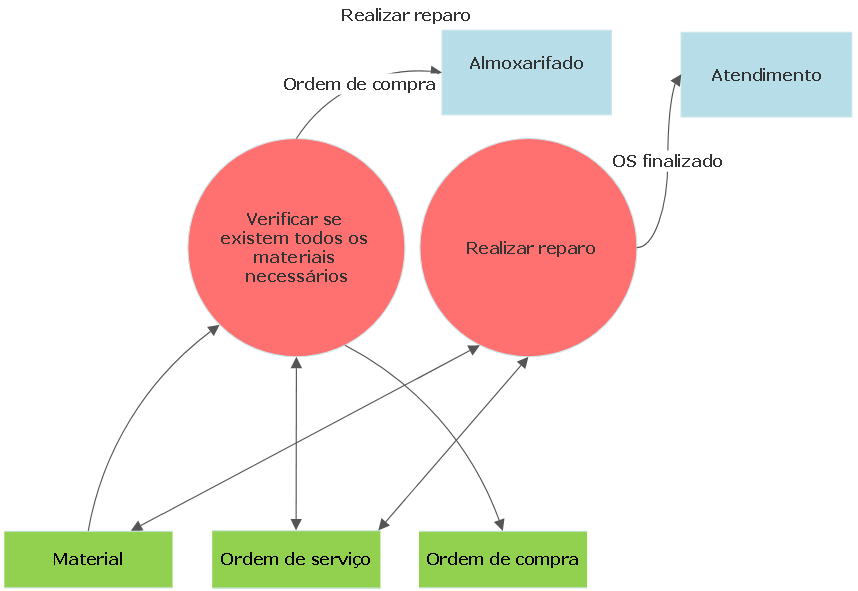 Realizar reparo
Almoxarifado
Atendimento
Ordem de compra
OS finalizado
Verificar se
existem todos os
materiais
necessários
Realizar reparo
Material
Ordem de serviço
Ordem de compra